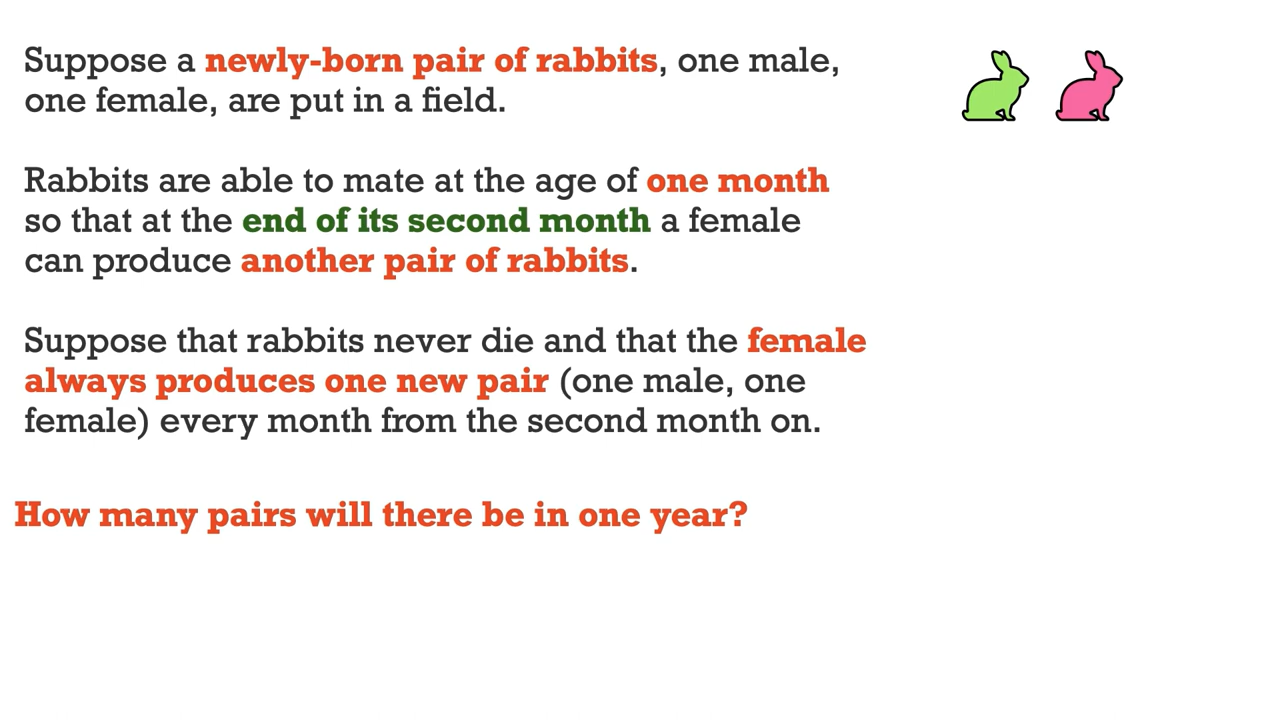 Suppose a newly-born pair of rabbits, one male,
one female, are put in a field.
Rabbits are able to mate at the age of one month
so that at the end of its second month a female
can produce another pair of rabbits.
Suppose that rabbits never die and that the female
always produces one new pair (one male, one
female) every month from the second month on.
How many pairs will there be in one year?